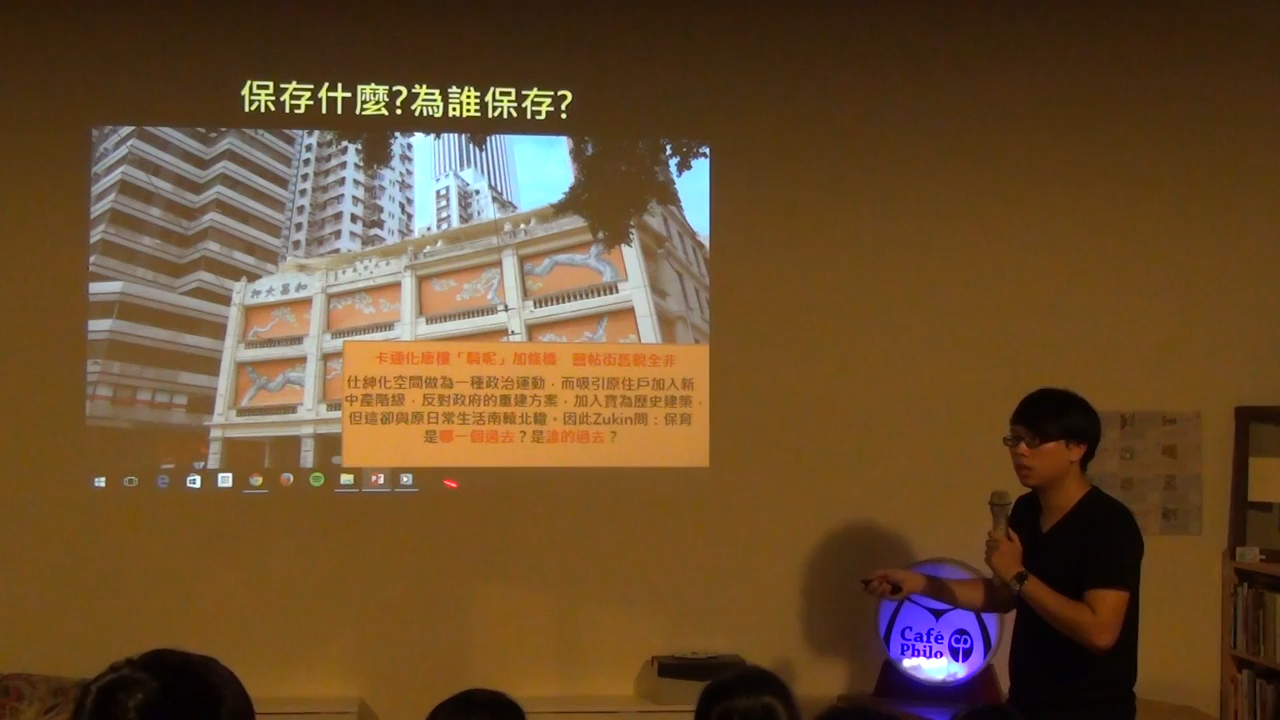 保存什麼?為誰保存?
和昌大押
卡通化唐樓「騎呢」加條橋 囍帖街舊貌全非
仕紳化空間做為一種政治運動，而吸引原住戶加入新
中產階級，反對政府的重建方案，加入實為歷史建築，
但這卻與原日常生活南轅北轍。因此Zukin問：保育
是哪一個過去？是誰的過去？
Café
Philo
CP